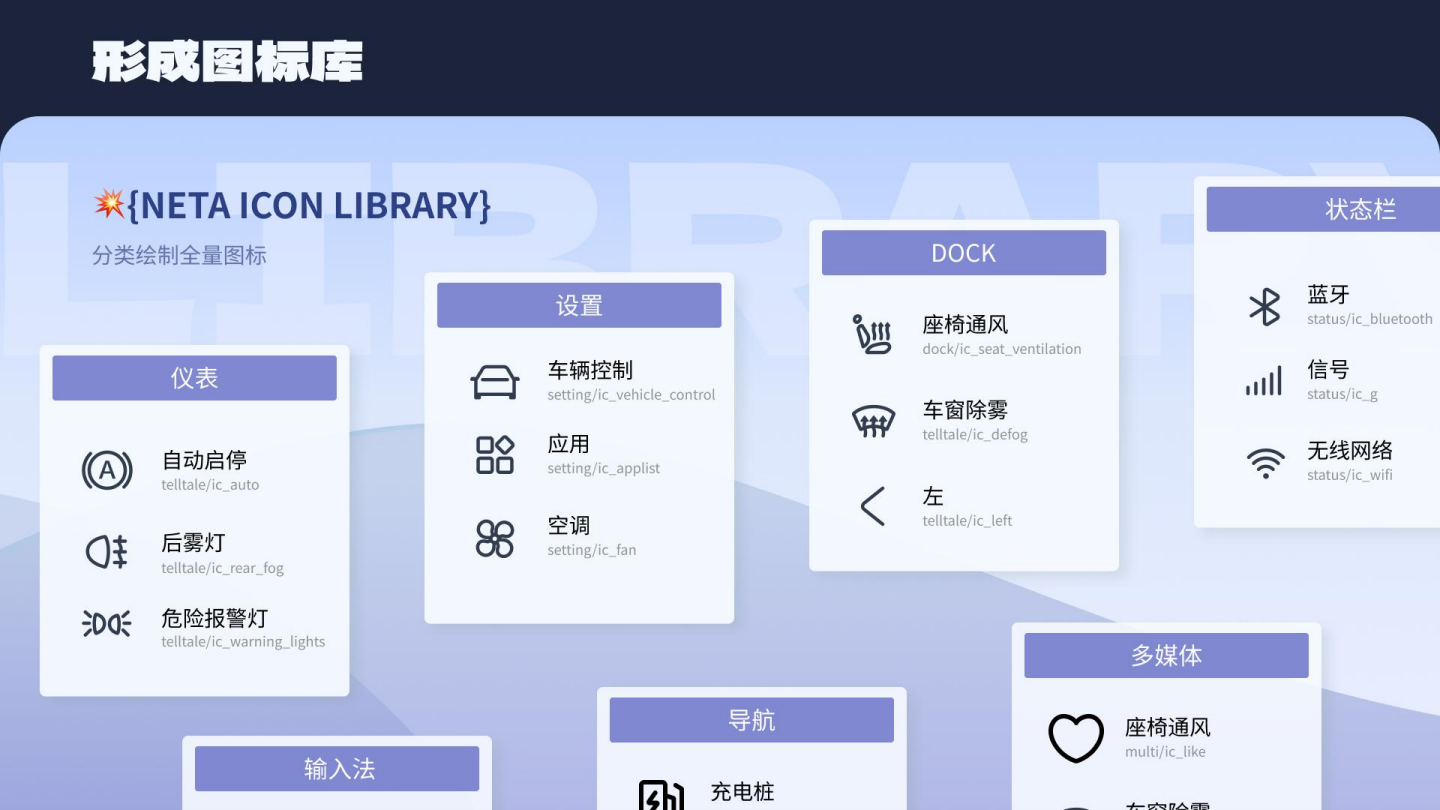 形成图标库
LIBRARY
💥{NETA ICON LIBRARY}
分类绘制全量图标
仪表
A
自动启停
telltale/ic_auto
后雾灯
telltale/ic_rear_fog
危险报警灯
telltale/ic_warning_lights
设置
车辆控制
setting/ic_vehicle_control
应用
setting/ic_applist
空调
setting/ic_fan
DOCK
座椅通风
dock/ic_seat_ventilation
车窗除雾
telltale/ic_defog
左
telltale/ic_left
状态栏
蓝牙
status/ic_bluetooth
信号
status/ic_g
无线网络
status/ic_wifi
输入法
导航
充电桩
多媒体
座椅通风
multi/ic_like
车窗除雾